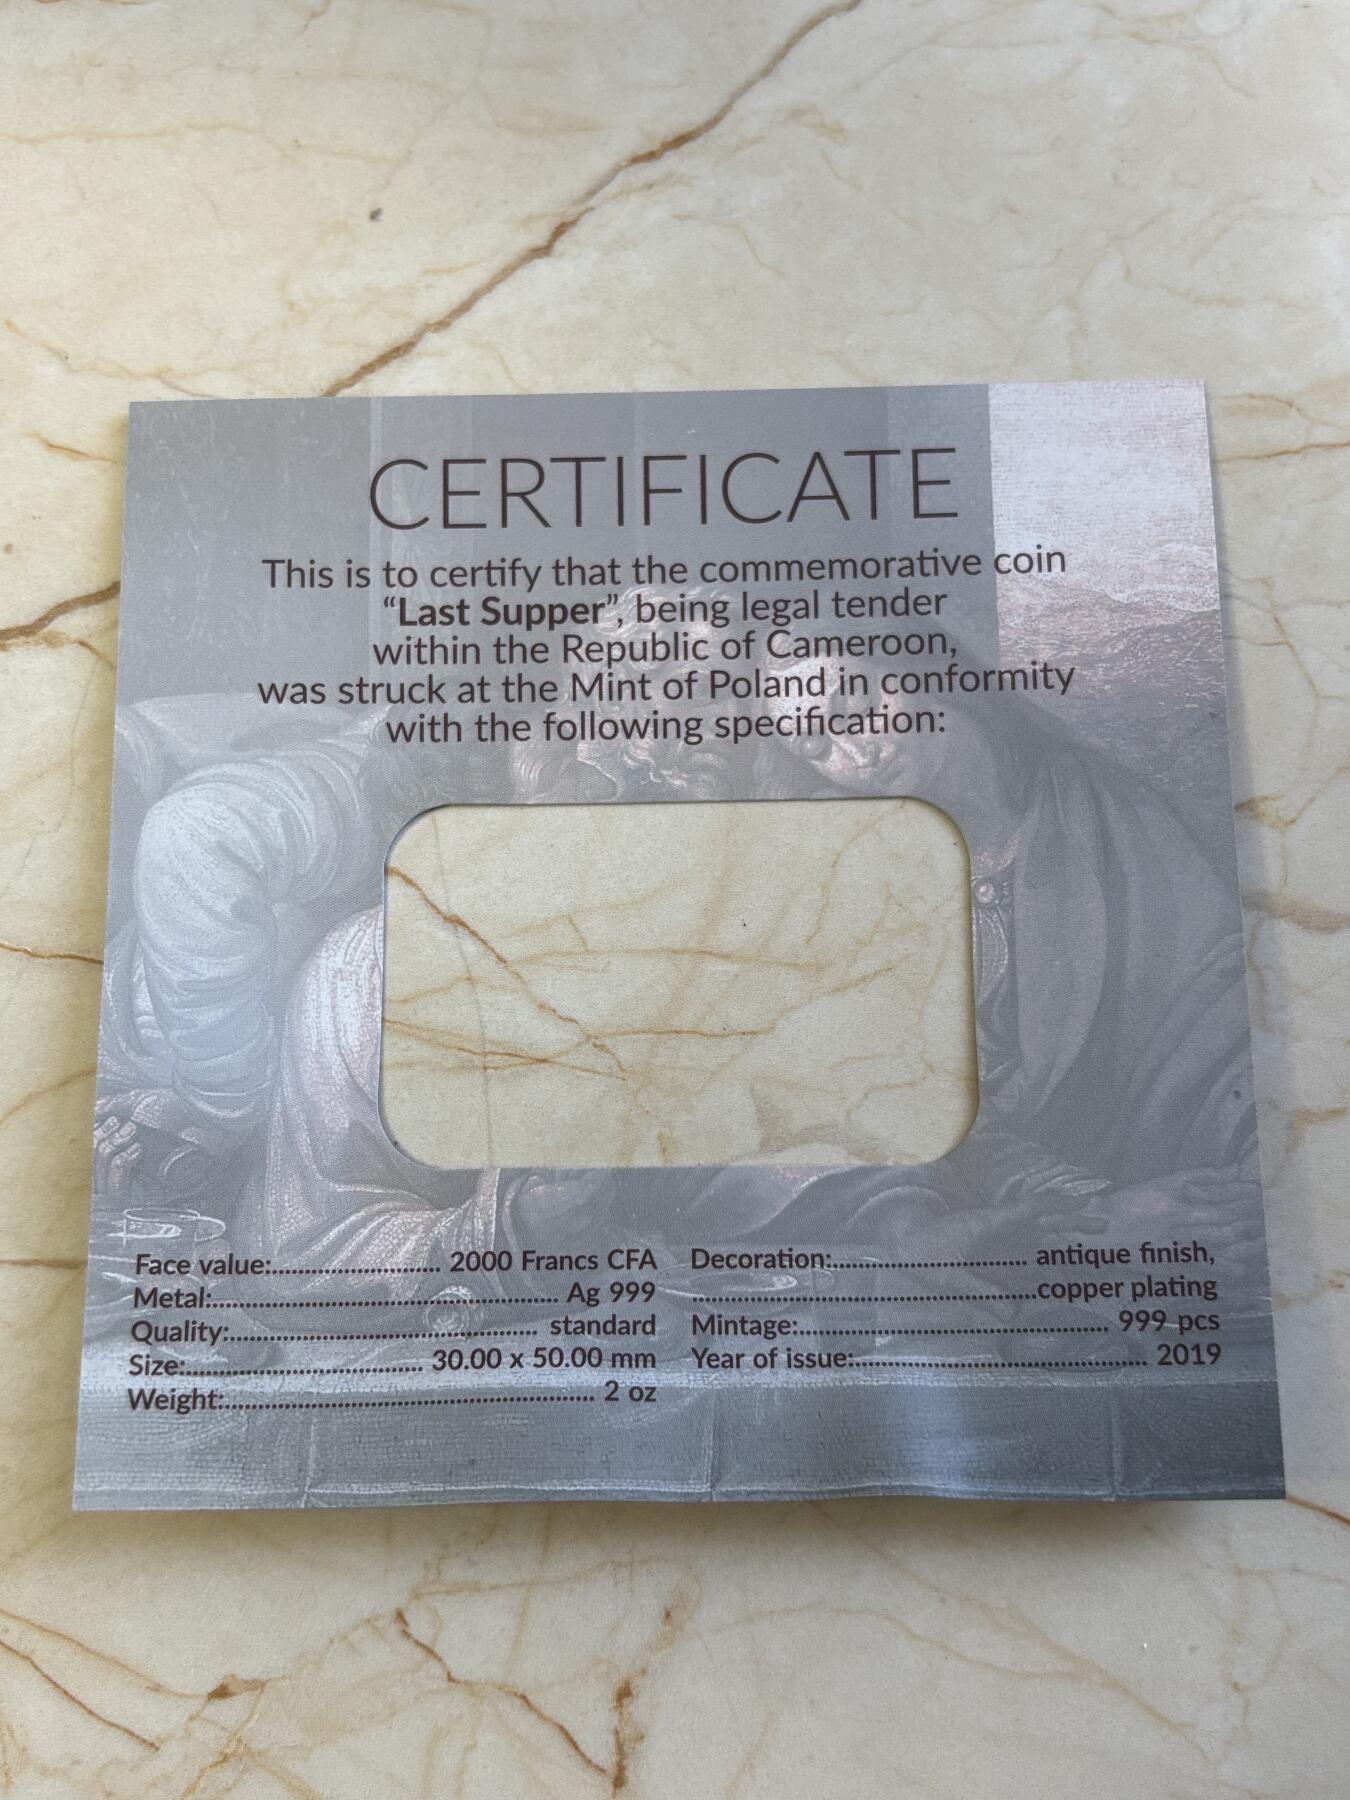 CERTIFICATE
This is to certify that the commemorative coin
“Last Supper”, being legal tender
within the Republic of Cameroon,
was struck at the Mint of Poland in conformity
with the following specification:
Face value:........................ 2000 Francs CFA
Metal:.................................................. Ag 999
Quality:............................................ standard
Size:.................................. 30.00 x 50.00 mm
Weight:..................................................... 2 oz
Decoration:............................ antique finish,
.................................................copper plating
Mintage:............................................ 999 pcs
Year of issue:.......................................... 2019